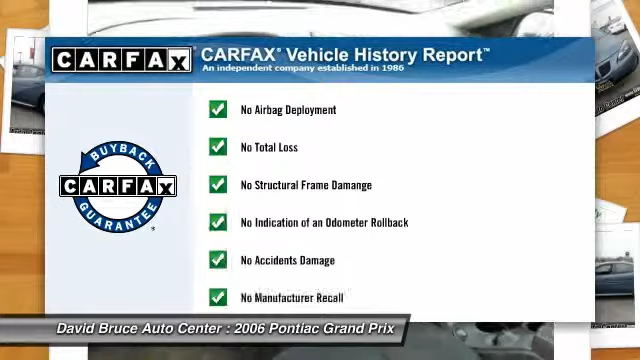 CARFAX CARFAX® Vehicle History Report™
An independent company established in 1986
No Airbag Deployment
No Total Loss
No Structural Frame Damange
No Indication of an Odometer Rollback
No Accidents Damage
No Manufacturer Recall
BUYBACK
CARFAX
GUARANTEE®
David Bruce Auto Center : 2006 Pontiac Grand Prix